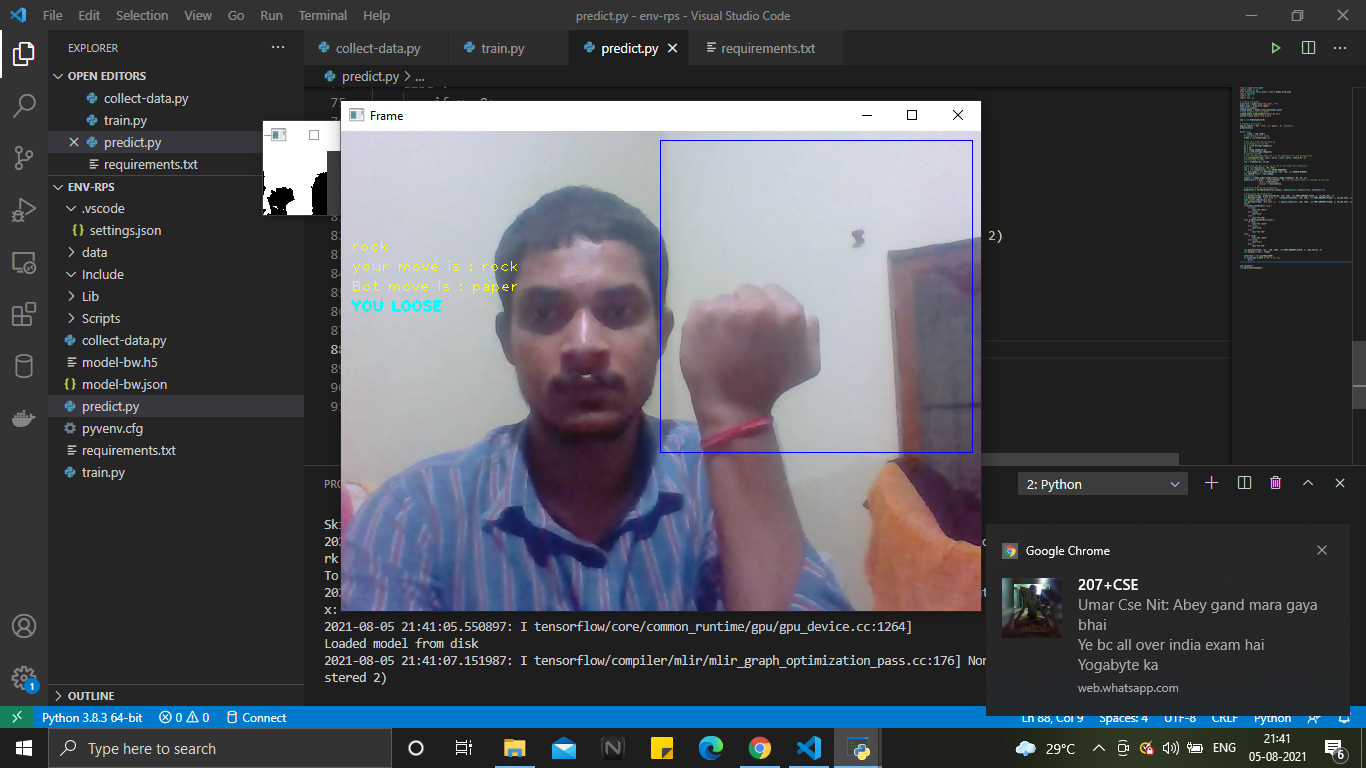 File Edit Selection View Go Run Terminal Help predict.py - env-rps - Visual Studio Code
EXPLORER
collect-data.py train.py predict.py requirements.txt
OPEN EDITORS
collect-data.py
train.py
predict.py
requirements.txt
ENV-RPS
.vscode
settings.json
data
Include
Lib
Scripts
collect-data.py
model-bw.h5
model-bw.json
predict.py
pyvenv.cfg
requirements.txt
train.py
OUTLINE
predict.py > ...
75
Frame
2)
rock
your move is : rock
Bot move is : paper
YOU LOOSE
88
2: Python
To
x:
2021-08-05 21:41:05.550897: I tensorflow/core/common_runtime/gpu/gpu_device.cc:1264]
Loaded model from disk
2021-08-05 21:41:07.151987: I tensorflow/compiler/mlir/mlir_graph_optimization_pass.cc:176] Non
stered 2)
Google Chrome
207+CSE
Umar Cse Nit: Abey gand mara gaya
bhai
Ye bc all over india exam hai
Yogabyte ka
web.whatsapp.com
1
Python 3.8.3 64-bit 0 0 Connect Ln 88, Col 9 Spaces: 4 UTF-8 CRLF Python
Type here to search
29°C ENG 21:41
05-08-2021
6